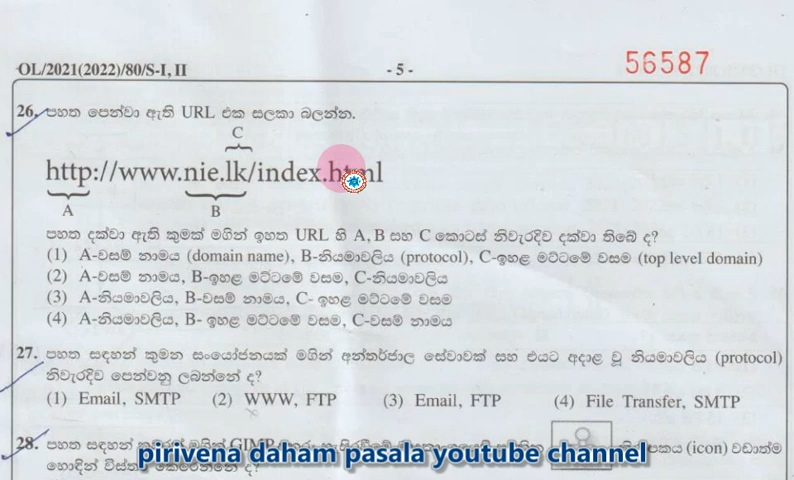 OL/2021(2022)/80/S-I, II
- 5 -
56587
26. පහත පෙන්වා ඇති URL එක සලකා බලන්න.
C
http://www.nie.lk/index.html
A
B
පහත දක්වා ඇති කුමක් මගින් ඉහත URL හි A, B සහ C කොටස් නිවැරදිව දක්වා තිබේ ද?
(1) A-වසම් නාමය (domain name), B-නියමාවලිය (protocol), C-ඉහළ මට්ටමේ වසම (top level domain)
(2) A-වසම් නාමය, B-ඉහළ මට්ටමේ වසම, C-නියමාවලිය
(3) A-නියමාවලිය, B-වසම් නාමය, C- ඉහළ මට්ටමේ වසම
(4) A-නියමාවලිය, B- ඉහළ මට්ටමේ වසම, C-වසම් නාමය
27. පහත සඳහන් කුමන සංයෝජනයක් මගින් අන්තර්ජාල සේවාවක් සහ එයට අදාළ වූ නියමාවලිය (protocol)
නිවැරදිව පෙන්වනු ලබන්නේ ද?
(1) Email, SMTP (2) WWW, FTP (3) Email, FTP (4) File Transfer, SMTP
28. පහත සඳහන් GIMP (icon) වඩාත්ම
හොඳින්
pirivena daham pasala youtube channel